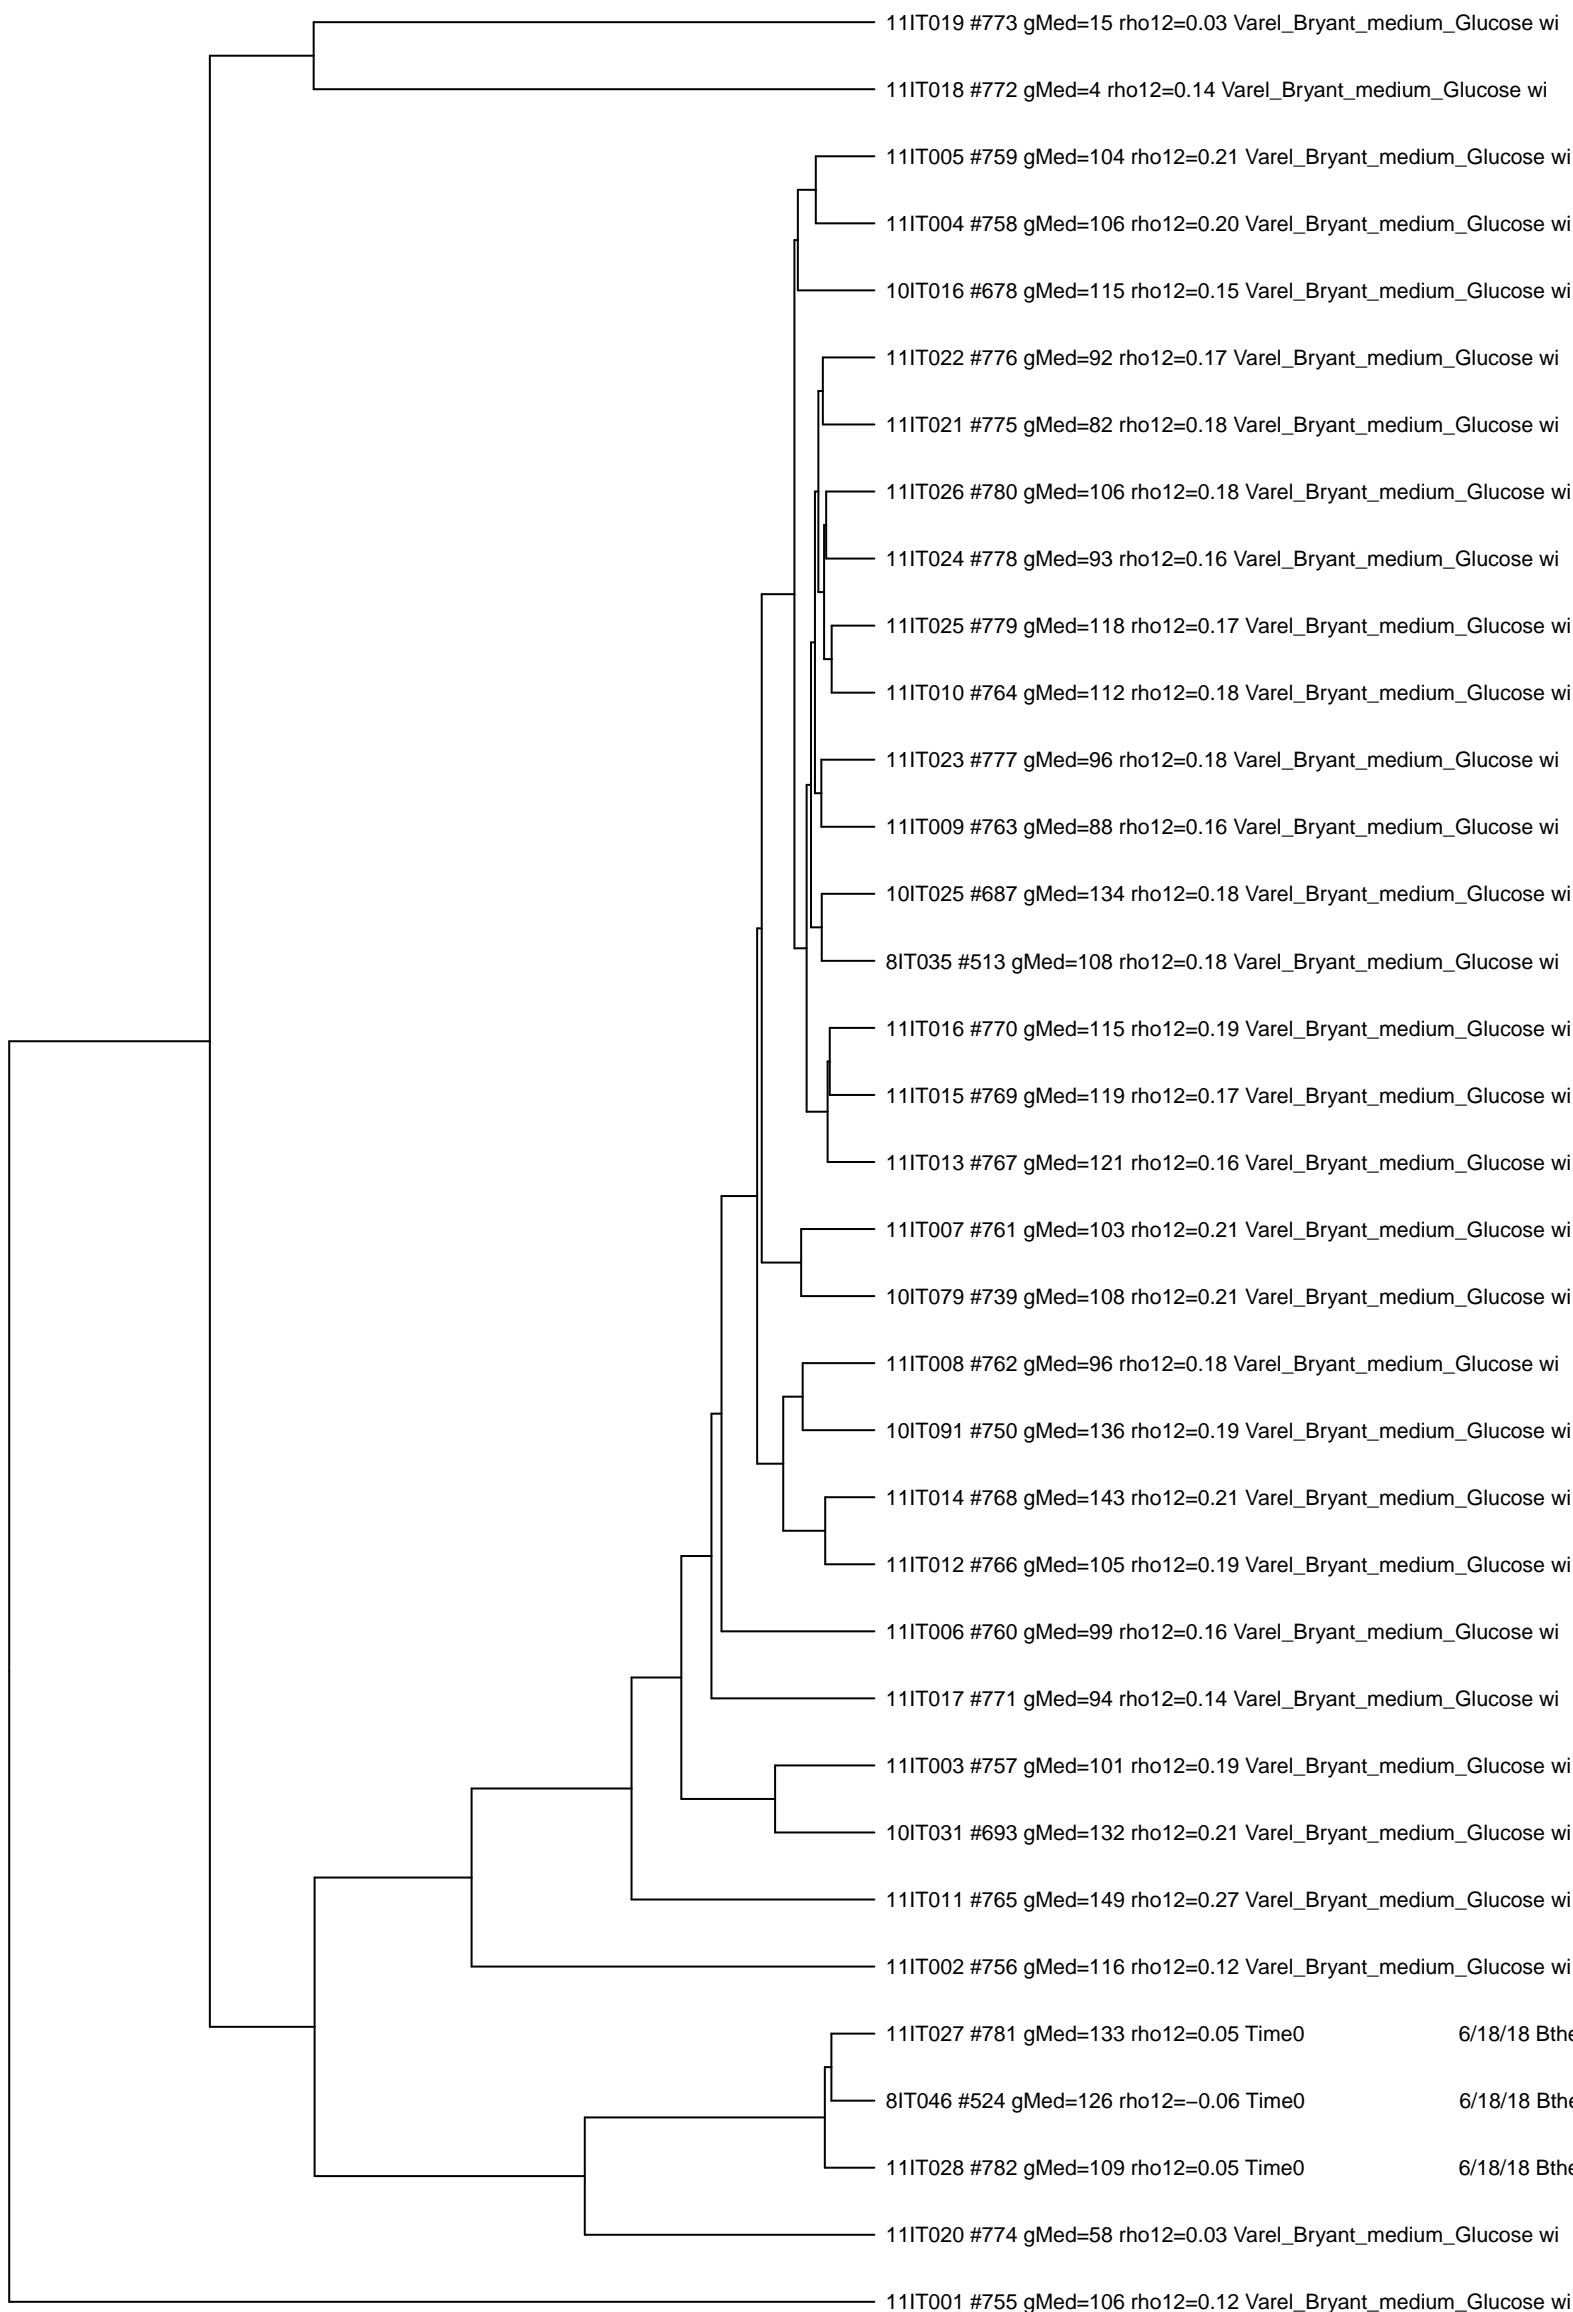 11IT019 #773 gMed=15 rho12=0.03 Varel_Bryant_medium_Glucose wi
11IT018 #772 gMed=4 rho12=0.14 Varel_Bryant_medium_Glucose wi
11IT005 #759 gMed=104 rho12=0.21 Varel_Bryant_medium_Glucose wi
11IT004 #758 gMed=106 rho12=0.20 Varel_Bryant_medium_Glucose wi
10IT016 #678 gMed=115 rho12=0.15 Varel_Bryant_medium_Glucose wi
11IT022 #776 gMed=92 rho12=0.17 Varel_Bryant_medium_Glucose wi
11IT021 #775 gMed=82 rho12=0.18 Varel_Bryant_medium_Glucose wi
11IT026 #780 gMed=106 rho12=0.18 Varel_Bryant_medium_Glucose wi
11IT024 #778 gMed=93 rho12=0.16 Varel_Bryant_medium_Glucose wi
11IT025 #779 gMed=118 rho12=0.17 Varel_Bryant_medium_Glucose wi
11IT010 #764 gMed=112 rho12=0.18 Varel_Bryant_medium_Glucose wi
11IT023 #777 gMed=96 rho12=0.18 Varel_Bryant_medium_Glucose wi
11IT009 #763 gMed=88 rho12=0.16 Varel_Bryant_medium_Glucose wi
10IT025 #687 gMed=134 rho12=0.18 Varel_Bryant_medium_Glucose wi
8IT035 #513 gMed=108 rho12=0.18 Varel_Bryant_medium_Glucose wi
11IT016 #770 gMed=115 rho12=0.19 Varel_Bryant_medium_Glucose wi
11IT015 #769 gMed=119 rho12=0.17 Varel_Bryant_medium_Glucose wi
11IT013 #767 gMed=121 rho12=0.16 Varel_Bryant_medium_Glucose wi
11IT007 #761 gMed=103 rho12=0.21 Varel_Bryant_medium_Glucose wi
10IT079 #739 gMed=108 rho12=0.21 Varel_Bryant_medium_Glucose wi
11IT008 #762 gMed=96 rho12=0.18 Varel_Bryant_medium_Glucose wi
10IT091 #750 gMed=136 rho12=0.19 Varel_Bryant_medium_Glucose wi
11IT014 #768 gMed=143 rho12=0.21 Varel_Bryant_medium_Glucose wi
11IT012 #766 gMed=105 rho12=0.19 Varel_Bryant_medium_Glucose wi
11IT006 #760 gMed=99 rho12=0.16 Varel_Bryant_medium_Glucose wi
11IT017 #771 gMed=94 rho12=0.14 Varel_Bryant_medium_Glucose wi
11IT003 #757 gMed=101 rho12=0.19 Varel_Bryant_medium_Glucose wi
10IT031 #693 gMed=132 rho12=0.21 Varel_Bryant_medium_Glucose wi
11IT011 #765 gMed=149 rho12=0.27 Varel_Bryant_medium_Glucose wi
11IT002 #756 gMed=116 rho12=0.12 Varel_Bryant_medium_Glucose wi
11IT027 #781 gMed=133 rho12=0.05 Time0 6/18/18 Bthe
8IT046 #524 gMed=126 rho12=−0.06 Time0 6/18/18 Bthe
11IT028 #782 gMed=109 rho12=0.05 Time0 6/18/18 Bthe
11IT020 #774 gMed=58 rho12=0.03 Varel_Bryant_medium_Glucose wi
11IT001 #755 gMed=106 rho12=0.12 Varel_Bryant_medium_Glucose wi